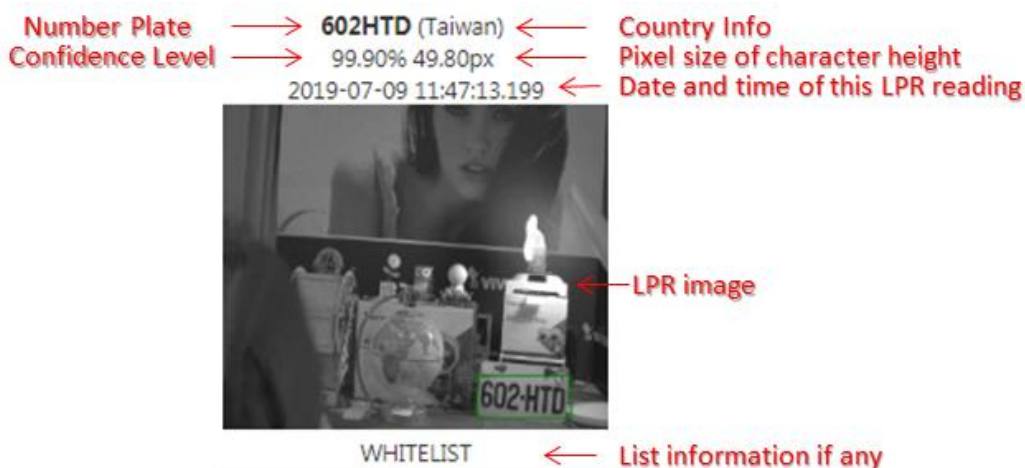 Number Plate → 602HTD (Taiwan) ← Country Info
Confidence Level → 99.90% 49.80px ← Pixel size of character height
2019-07-09 11:47:13.199 ← Date and time of this LPR reading
← LPR image
602·HTD
WHITELIST ← List information if any